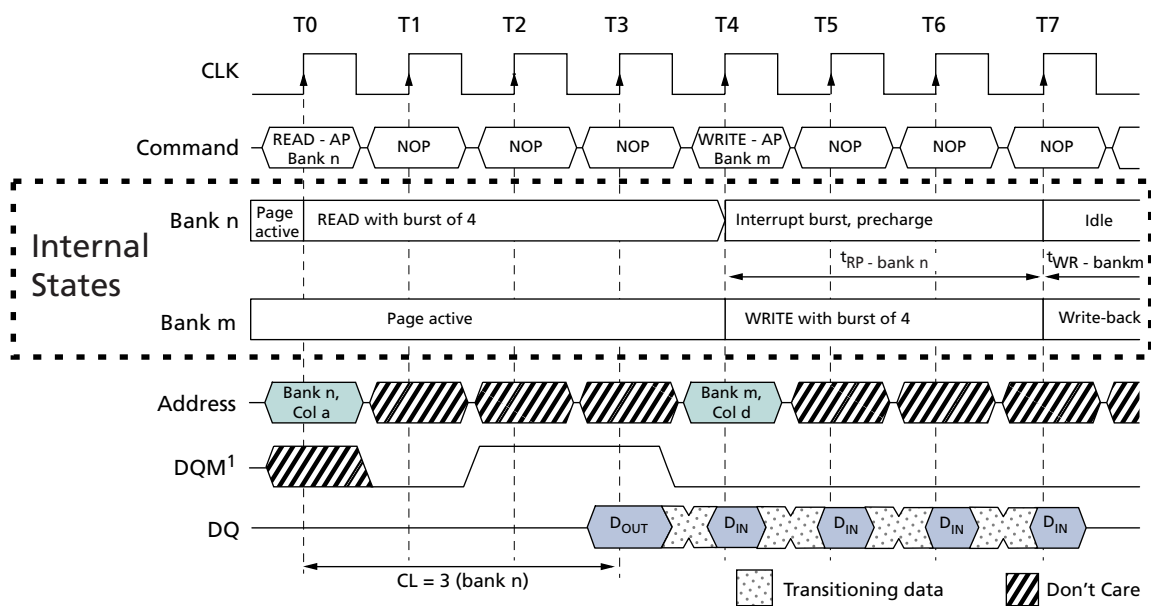 T0 T1 T2 T3 T4 T5 T6 T7
CLK
Command
READ - AP
Bank n
NOP
NOP
NOP
WRITE - AP
Bank m
NOP
NOP
NOP
Internal
States
Bank n
Page
active
READ with burst of 4
Interrupt burst, precharge
Idle
tRP - bank n
tWR - bankm
Bank m
Page active
WRITE with burst of 4
Write-back
Address
Bank n,
Col a
Bank m,
Col d
DQM1
DQ
DOUT
DIN
DIN
DIN
DIN
CL = 3 (bank n)
Transitioning data
Don't Care